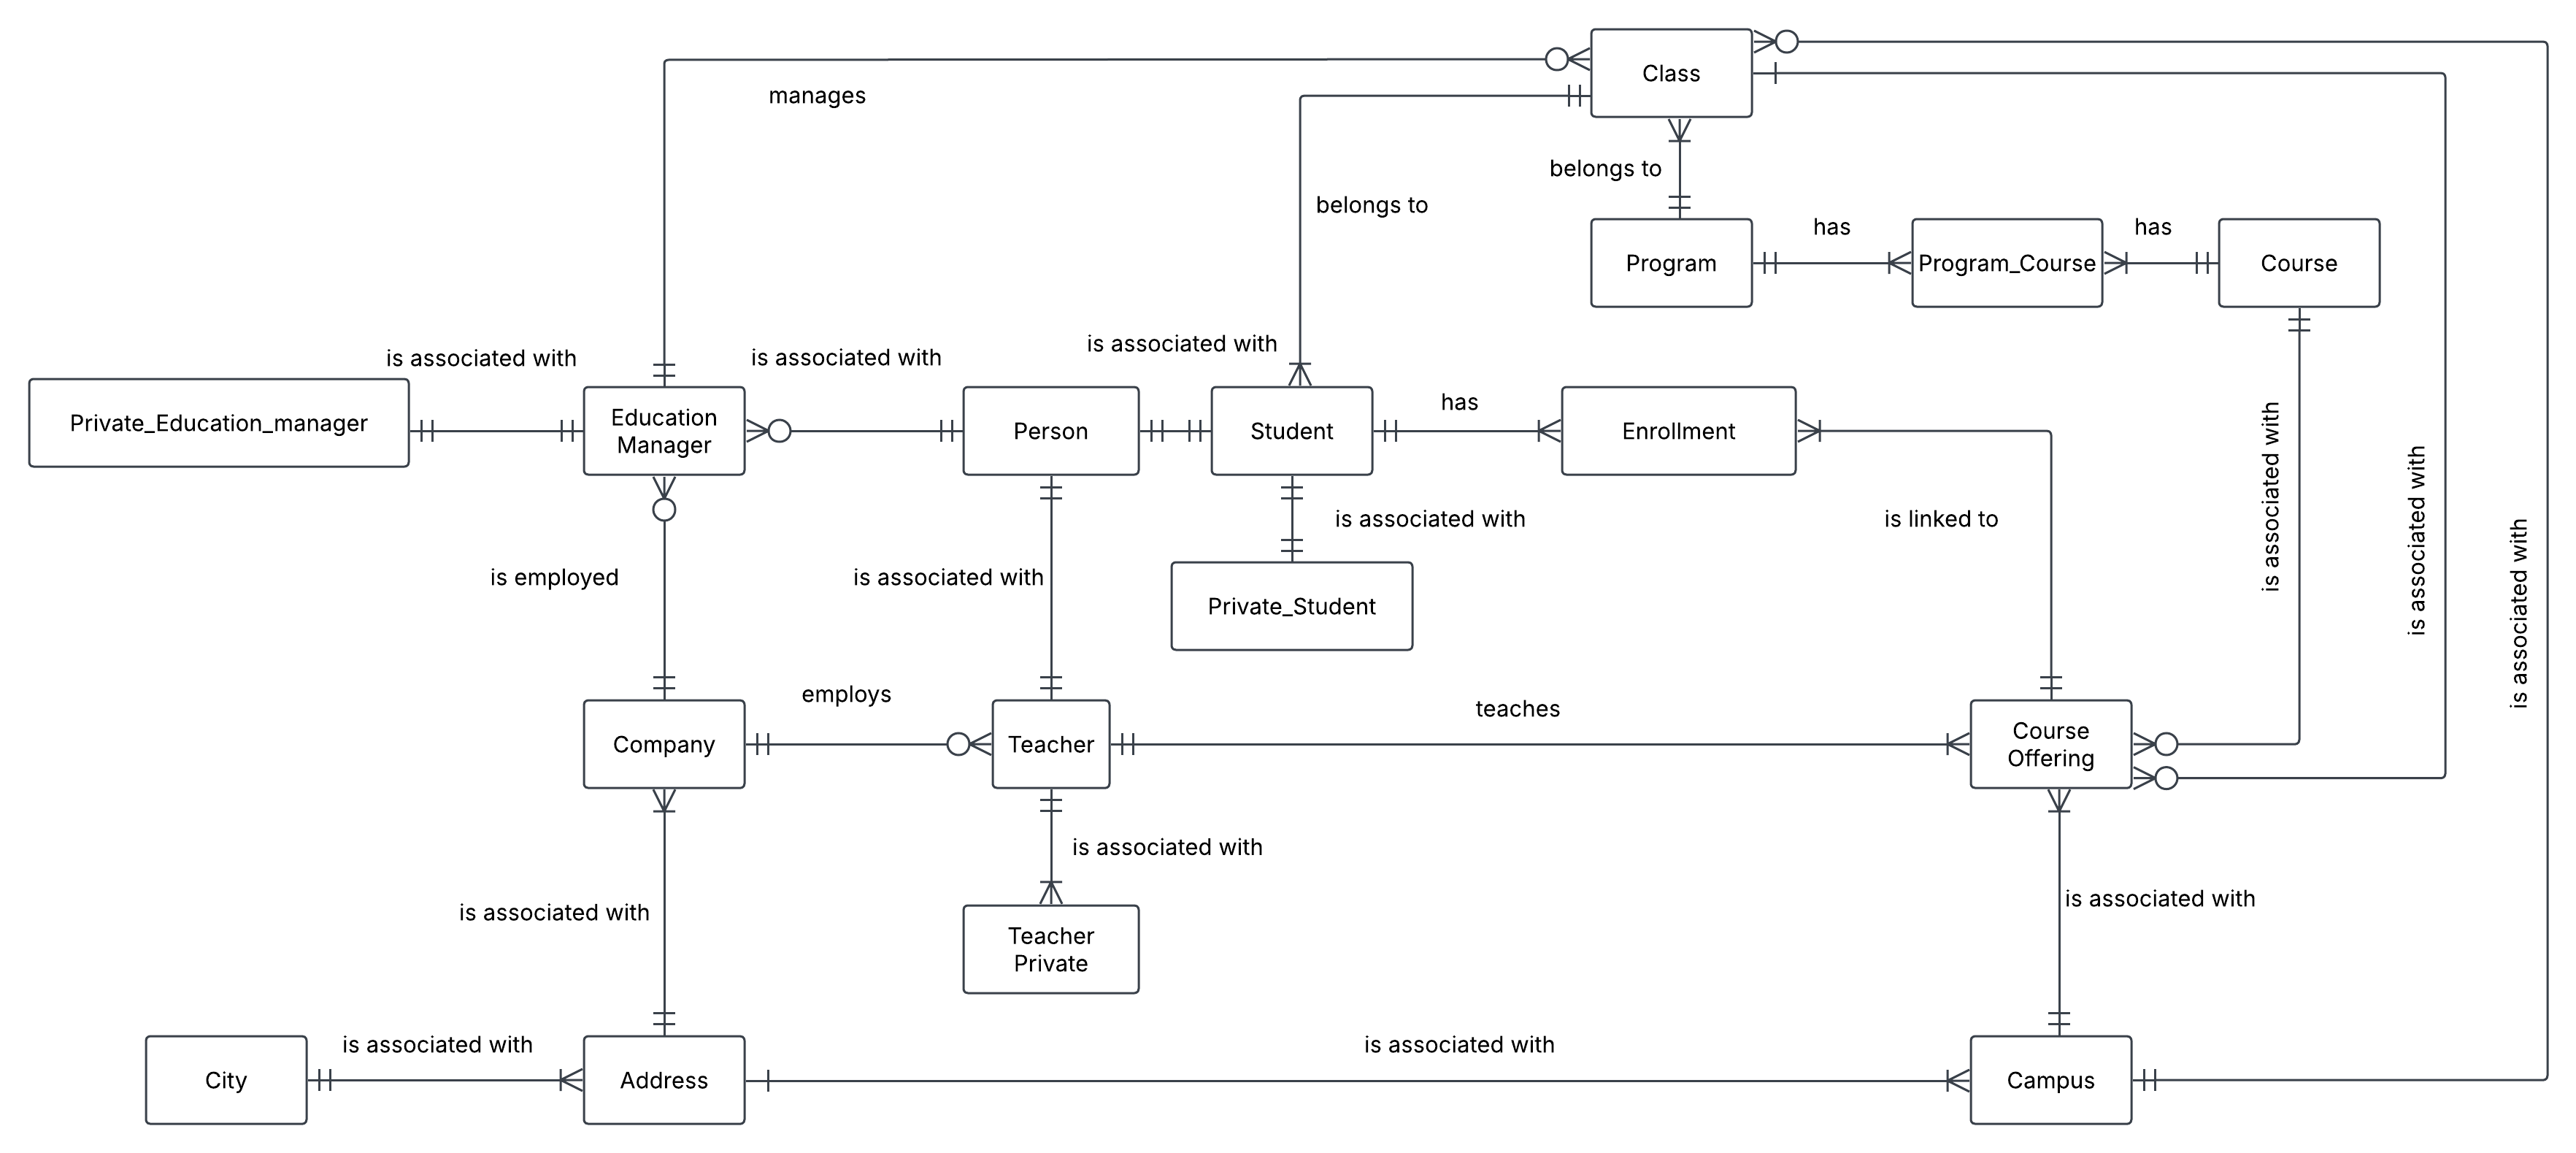 Class
manages
belongs to
belongs to
has
has
Program
Program_Course
Course
is associated with
is associated with
is associated with
Private_Education_manager
Education
Manager
Person
Student
has
Enrollment
is associated with
is associated with
is associated with
is associated with
is linked to
is employed
is associated with
Private_Student
employs
teaches
Company
Teacher
Course
Offering
is associated with
is associated with
is associated with
Teacher
Private
is associated with
is associated with
City
Address
Campus